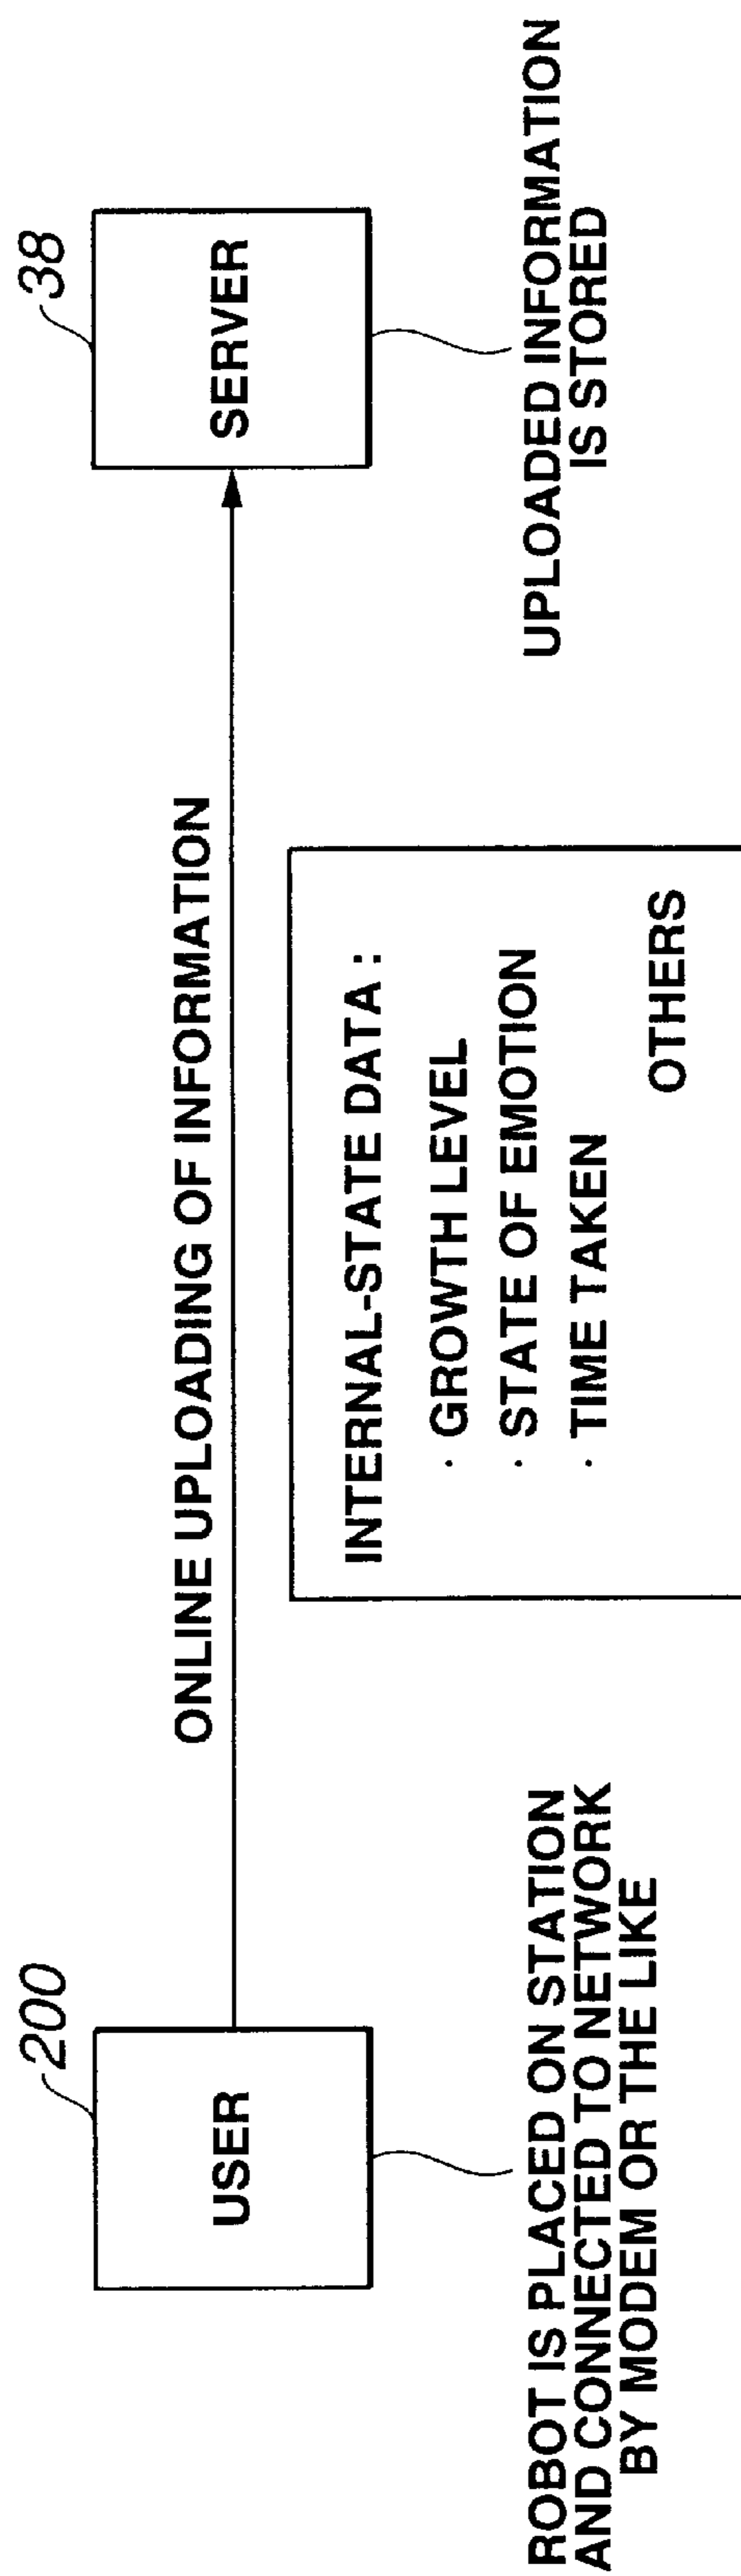 200
USER
ONLINE UPLOADING OF INFORMATION
38
SERVER
ROBOT IS PLACED ON STATION
AND CONNECTED TO NETWORK
BY MODEM OR THE LIKE
INTERNAL-STATE DATA :
· GROWTH LEVEL
· STATE OF EMOTION
· TIME TAKEN
OTHERS
UPLOADED INFORMATION
IS STORED